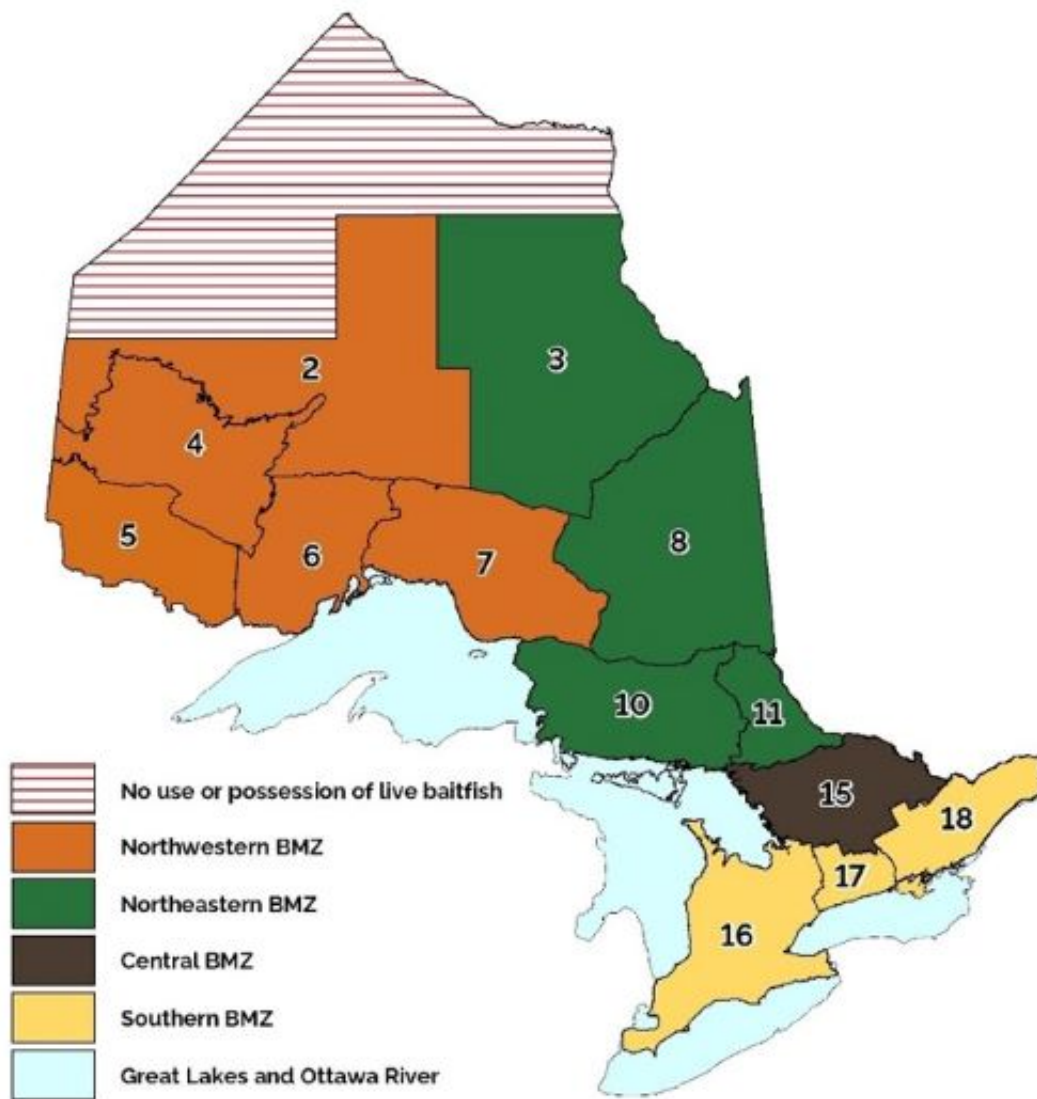 2
3
4
5
6
7
8
10
11
15
18
17
16
No use or possession of live baitfish
Northwestern BMZ
Northeastern BMZ
Central BMZ
Southern BMZ
Great Lakes and Ottawa River